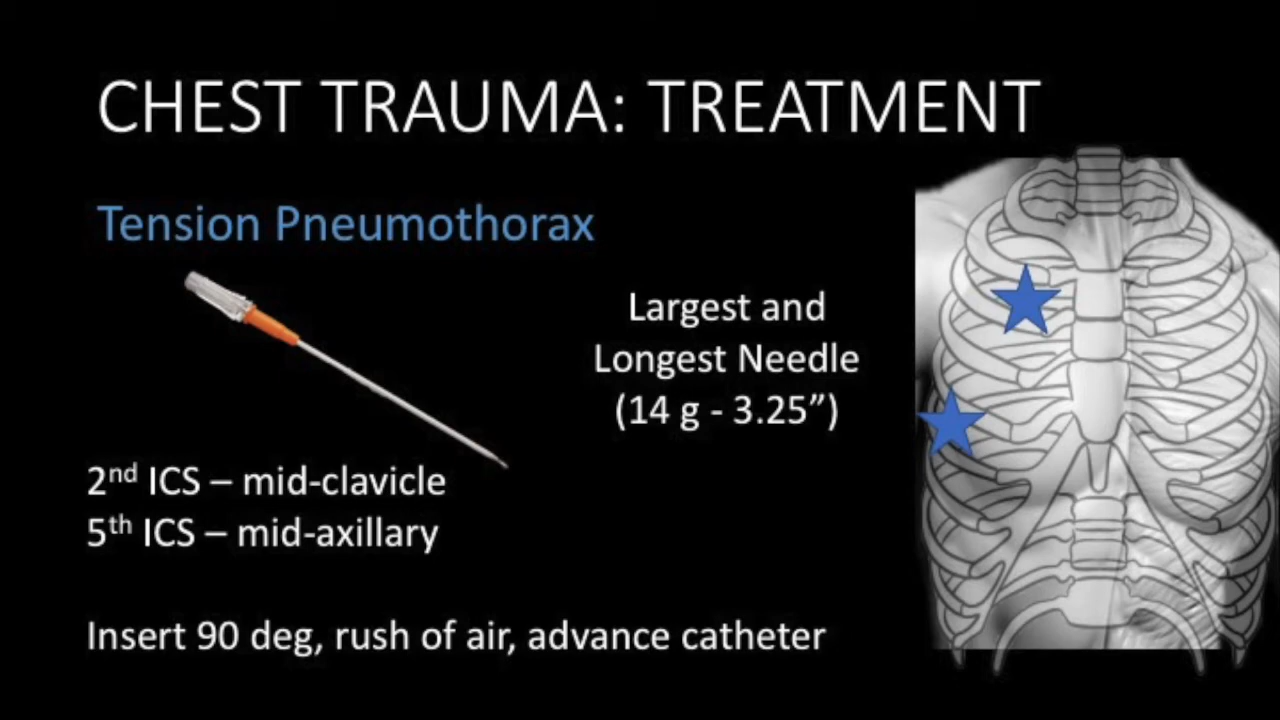 CHEST TRAUMA: TREATMENT
Tension Pneumothorax
Largest and
Longest Needle
(14 g - 3.25”)
2nd ICS – mid-clavicle
5th ICS – mid-axillary
Insert 90 deg, rush of air, advance catheter